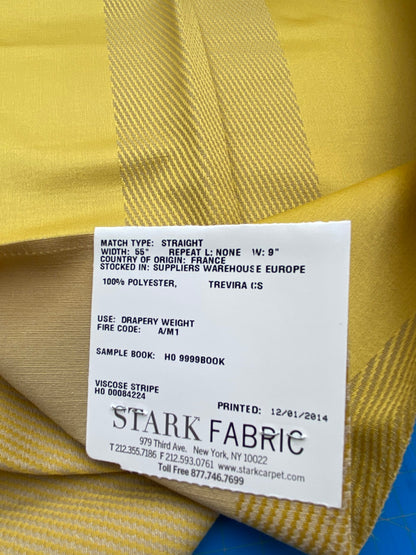 MATCH TYPE: STRAIGHT
WIDTH: 55" REPEAT L: NONE W: 9"
COUNTRY OF ORIGIN: FRANCE
STOCKED IN: SUPPLIERS WAREHOUSE EUROPE
100% POLYESTER, TREVIRA CS
USE: DRAPERY WEIGHT
FIRE CODE: A/M1
SAMPLE BOOK: HO 9999BOOK
VISCOSE STRIPE
HO 00084224
PRINTED: 12/01/2014
STARK FABRIC
979 Third Ave. New York, NY 10022
T 212.355.7186 F 212.593.0761 www.starkcarpet.com
Toll Free 877.746.7699